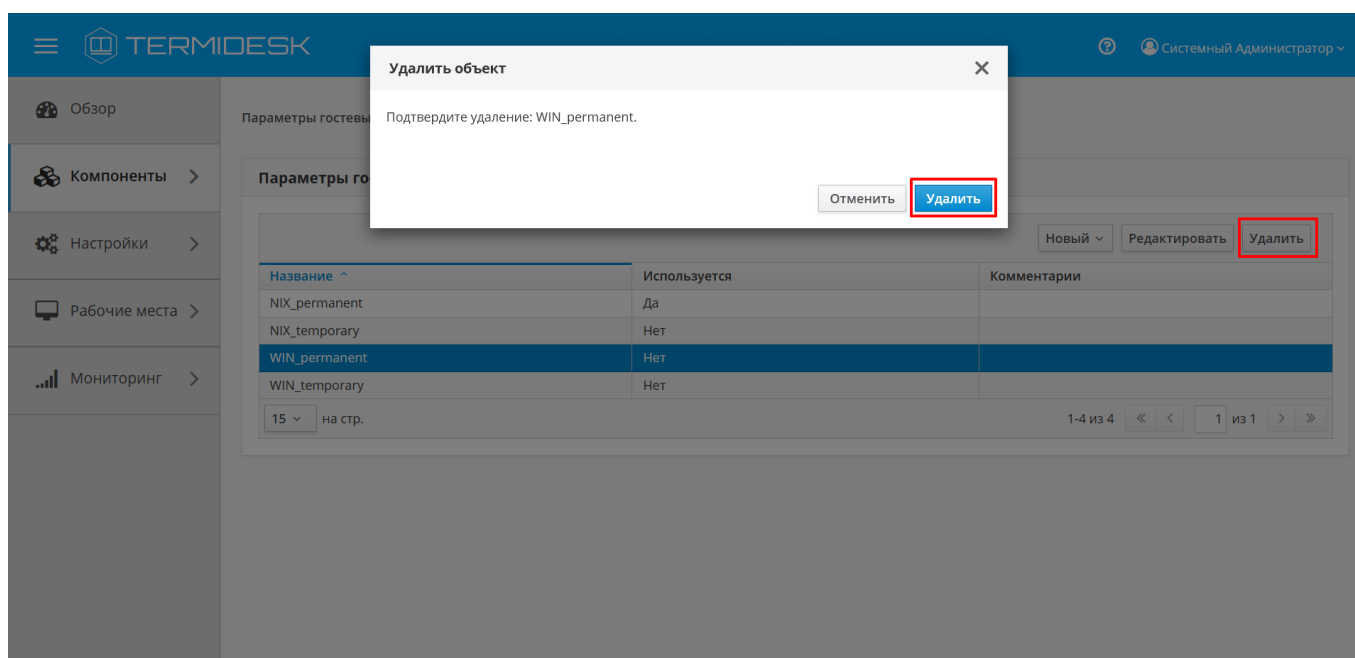 TERMIDESK
Системный Администратор
Удалить объект
Подтвердите удаление: WIN_permanent.
Отменить Удалить
Обзор
Компоненты
Настройки
Рабочие места
Мониторинг
Параметры гостевы
Параметры го
Новый Редактировать Удалить
Название Используется Комментарии
NIX_permanent Да
NIX_temporary Нет
WIN_permanent Нет
WIN_temporary Нет
15 на стр. 1-4 из 4 « < 1 из 1 > »